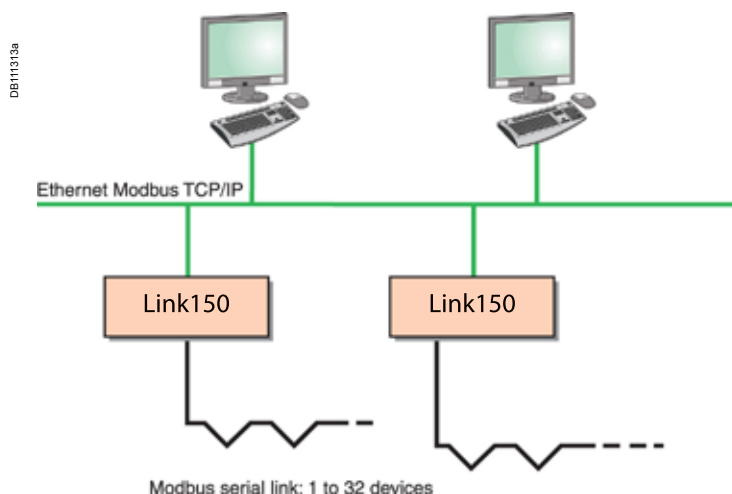 DB111313a
Ethernet Modbus TCP/IP
Link150
Link150
Modbus serial link: 1 to 32 devices